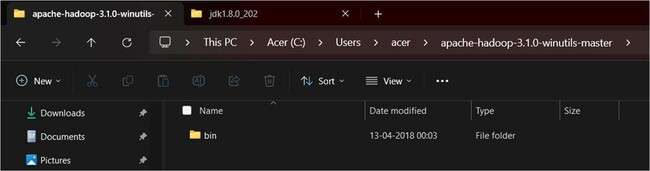 apache-hadoop-3.1.0-winutils- jdk1.8.0_202
This PC > Acer (C:) > Users > acer > apache-hadoop-3.1.0-winutils-master >
New Sort View ...
Name Date modified Type Size
Downloads
bin 13-04-2018 00:03 File folder
Documents
Pictures